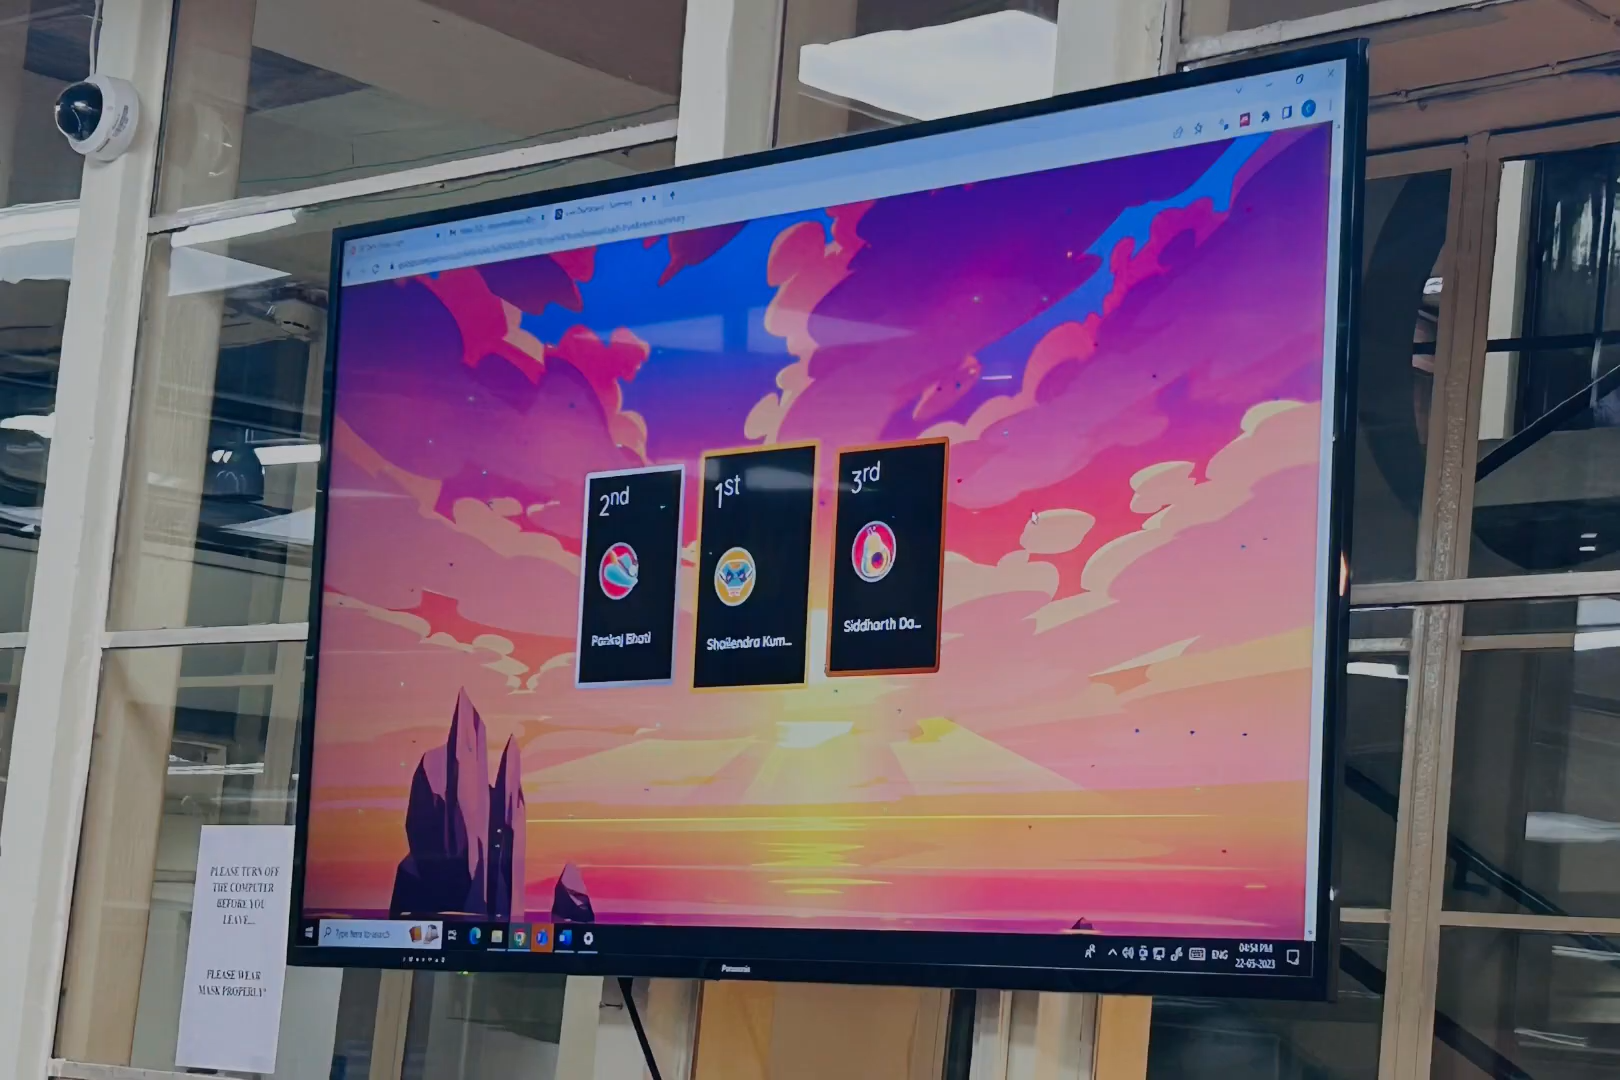 2nd
1st
3rd
Pankaj Bhati
Shailendra Kum...
Siddharth Da...
PLEASE TURN OFF
THE COMPUTER
BEFORE YOU
LEAVE...
PLEASE WEAR
MASK PROPERLY!
Type here to search
ENG
04:54 PM
22-05-2023
Panasonic